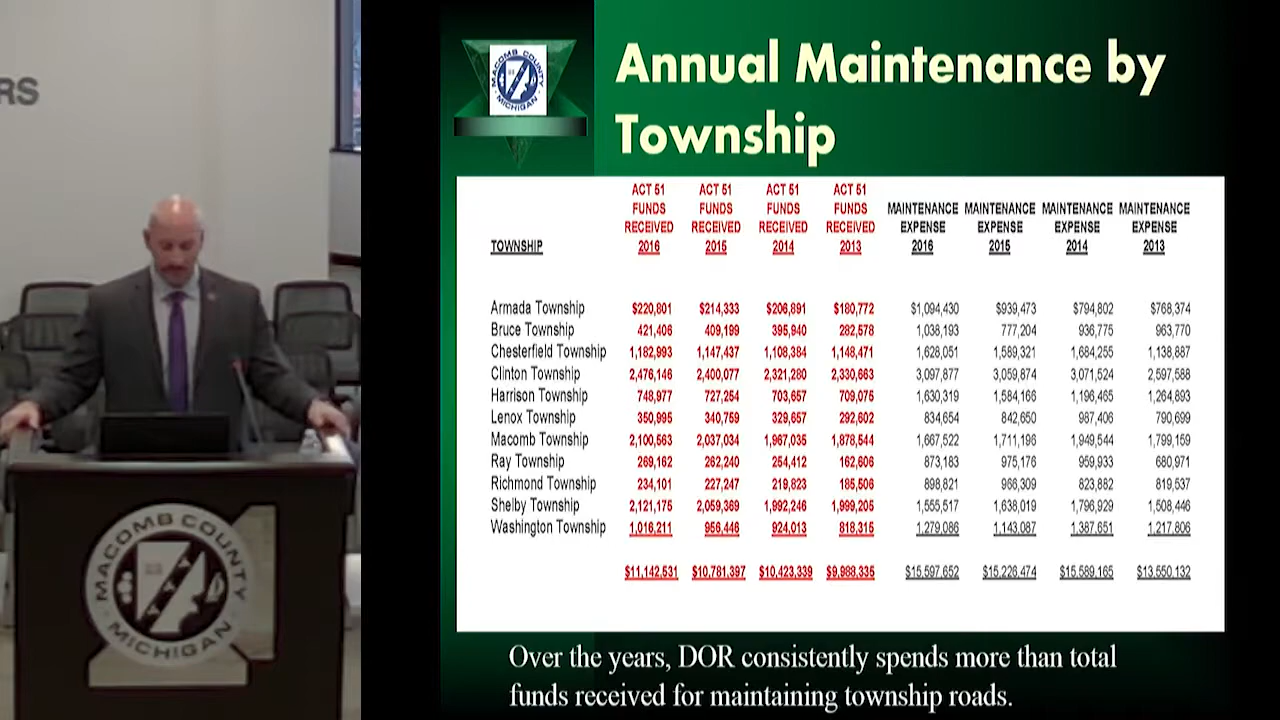 RS
MACOMB COUNTY
MICHIGAN
MACOMB COUNTY
MICHIGAN
Annual Maintenance by
Township
TOWNSHIP ACT 51 FUNDS RECEIVED 2016 ACT 51 FUNDS RECEIVED 2015 ACT 51 FUNDS RECEIVED 2014 ACT 51 FUNDS RECEIVED 2013 MAINTENANCE EXPENSE 2016 MAINTENANCE EXPENSE 2015 MAINTENANCE EXPENSE 2014 MAINTENANCE EXPENSE 2013
Armada Township $220,801 $214,333 $206,891 $180,772 $1,094,430 $939,473 $794,802 $768,374
Bruce Township 421,406 409,199 395,940 282,578 1,038,193 777,204 936,775 963,770
Chesterfield Township 1,182,993 1,147,437 1,108,384 1,148,471 1,628,051 1,589,321 1,684,255 1,138,887
Clinton Township 2,476,146 2,400,077 2,321,280 2,330,663 3,097,877 3,059,874 3,071,524 2,597,588
Harrison Township 748,977 727,254 703,657 709,075 1,630,319 1,584,166 1,196,465 1,264,893
Lenox Township 350,995 340,759 329,657 292,602 834,654 842,650 987,406 790,699
Macomb Township 2,100,563 2,037,034 1,967,035 1,878,544 1,667,522 1,711,196 1,949,544 1,799,159
Ray Township 269,162 262,240 254,412 162,606 873,183 975,176 959,933 680,971
Richmond Township 234,101 227,247 219,823 185,506 898,821 966,309 823,882 819,537
Shelby Township 2,121,175 2,059,369 1,992,246 1,999,205 1,555,517 1,638,019 1,796,929 1,508,446
Washington Township 1,016,211 956,446 924,013 818,315 1,279,086 1,143,087 1,387,651 1,217,806
$11,142,531 $10,781,397 $10,423,339 $9,988,335 $15,597,652 $15,226,474 $15,589,165 $13,550,132
Over the years, DOR consistently spends more than total
funds received for maintaining township roads.